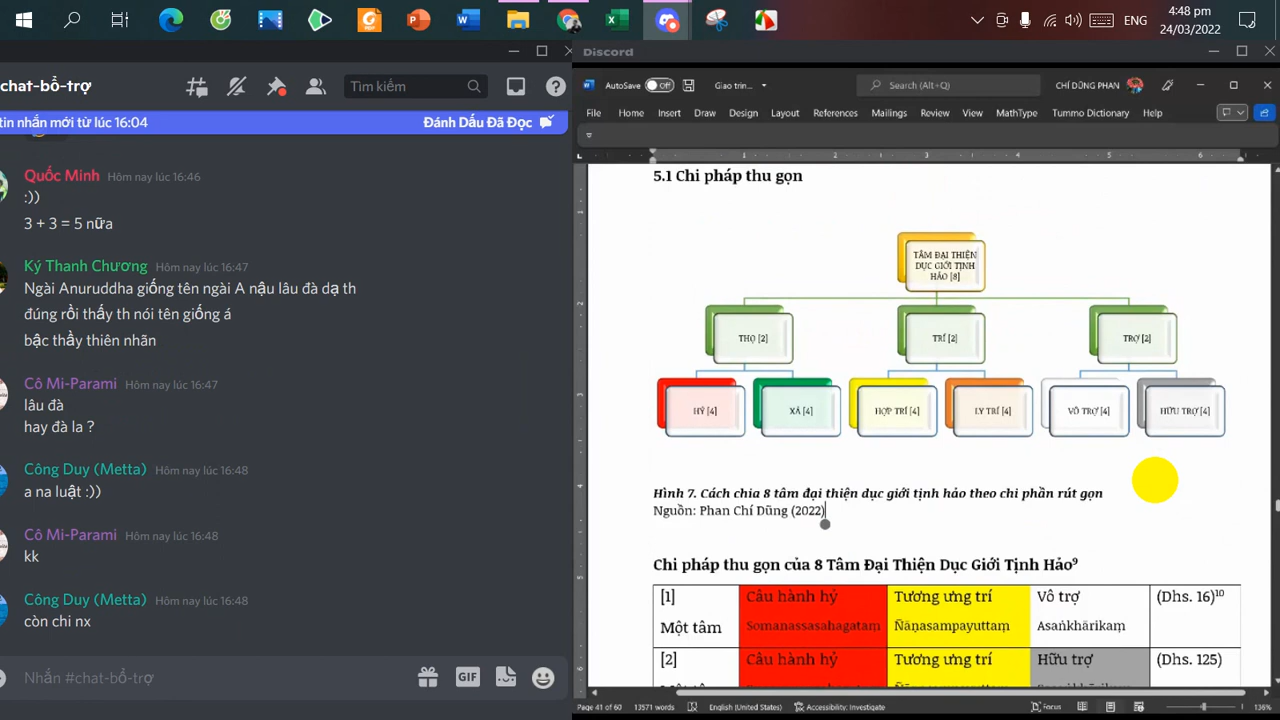 ENG
4:48 pm
24/03/2022
chat-bổ-trợ
Tìm kiếm
tin nhắn mới từ lúc 16:04
Đánh Dấu Đã Đọc
Quốc Minh Hôm nay lúc 16:46
:))
3 + 3 = 5 nữa
Ký Thanh Chương Hôm nay lúc 16:47
Ngài Anuruddha giống tên ngài A nậu lâu đà dạ th
đúng rồi thấy th nói tên giống á
bậc thầy thiên nhãn
Cô Mi-Parami Hôm nay lúc 16:47
lâu đà
hay đà la ?
Công Duy (Metta) Hôm nay lúc 16:48
a na luật :))
Cô Mi-Parami Hôm nay lúc 16:48
kk
Công Duy (Metta) Hôm nay lúc 16:48
còn chi nx
Nhắn #chat-bổ-trợ
GIF
Discord
AutoSave Off Giao trin... Search (Alt+Q) CHÍ DŨNG PHAN
File Home Insert Draw Design Layout References Mailings Review View MathType Tummo Dictionary Help
5.1 Chi pháp thu gọn
TÂM ĐẠI THIỆN
DỤC GIỚI TỊNH
HẢO [8]
THỌ [2]
TRÍ [2]
TRỢ [2]
HỶ [4]
XẢ [4]
HỢP TRÍ [4]
LY TRÍ [4]
VÔ TRỢ [4]
HỮU TRỢ [4]
Hình 7. Cách chia 8 tâm đại thiện dục giới tịnh hảo theo chi phần rút gọn
Nguồn: Phan Chí Dũng (2022)
Chi pháp thu gọn của 8 Tâm Đại Thiện Dục Giới Tịnh Hảo⁹
[1] Câu hành hỷ Tương ưng trí Vô trợ (Dhs. 16)¹⁰
Một tâm Somanassasahagataṃ Ñāṇasampayuttaṃ Asaṅkhārikaṃ
[2] Câu hành hỷ Tương ưng trí Hữu trợ (Dhs. 125)
Page 41 of 60 13571 words English (United States) Accessibility: Investigate Focus 136%